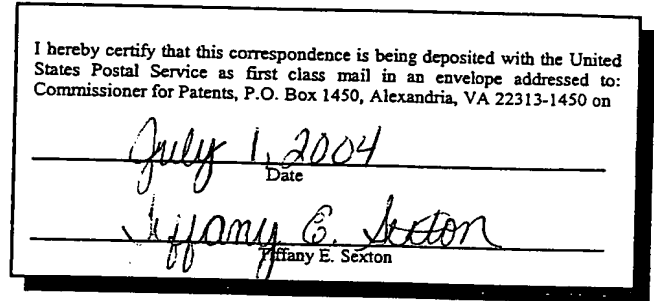 I hereby certify that this correspondence is being deposited with the United
States Postal Service as first class mail in an envelope addressed to:
Commissioner for Patents, P.O. Box 1450, Alexandria, VA 22313-1450 on
July 1, 2004
Date
Tiffany E. Sexton
Tiffany E. Sexton